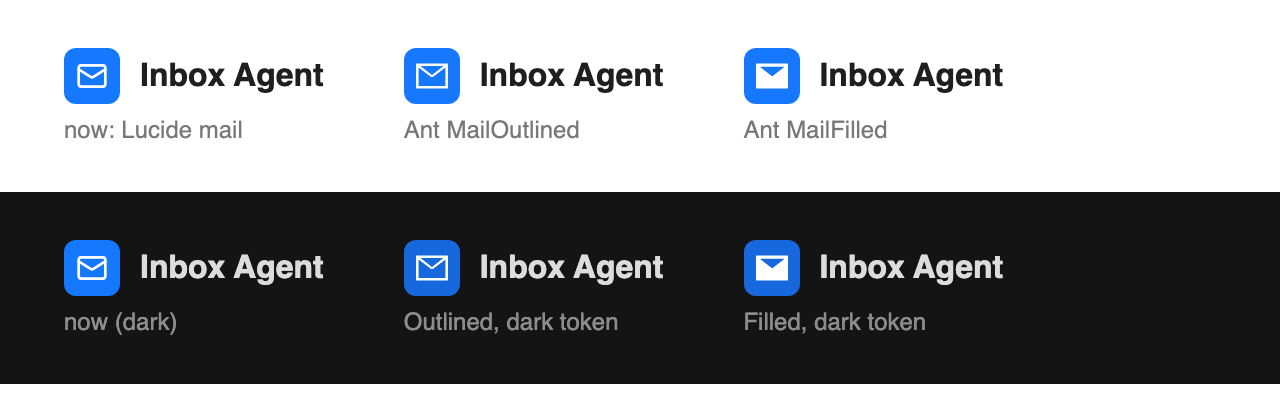 Inbox Agent
Inbox Agent
Inbox Agent
now: Lucide mail
Ant MailOutlined
Ant MailFilled
Inbox Agent
Inbox Agent
Inbox Agent
now (dark)
Outlined, dark token
Filled, dark token